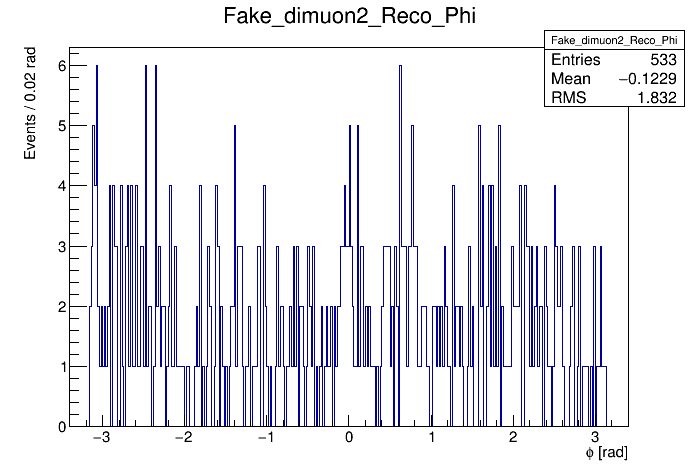 Fake_dimuon2_Reco_Phi
Fake_dimuon2_Reco_Phi
Entries 533
Mean −0.1229
RMS 1.832
Events / 0.02 rad
6
5
4
3
2
1
0
−3 −2 −1 0 1 2 3
ϕ [rad]